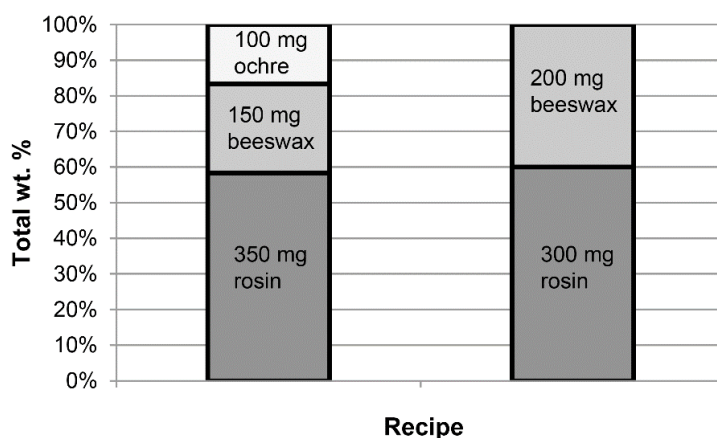 100%
90%
80%
70%
60%
50%
40%
30%
20%
10%
0%
Total wt. %
100 mg
ochre
150 mg
beeswax
350 mg
rosin
200 mg
beeswax
300 mg
rosin
Recipe